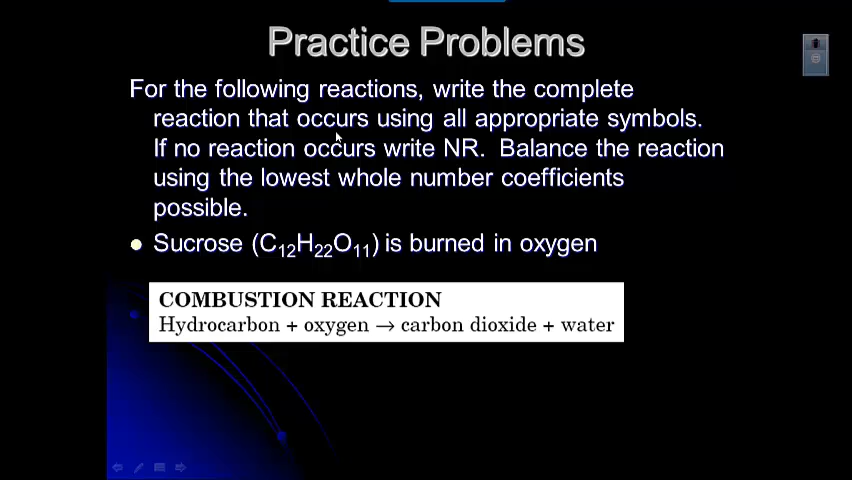 Practice Problems
For the following reactions, write the complete
reaction that occurs using all appropriate symbols.
If no reaction occurs write NR. Balance the reaction
using the lowest whole number coefficients
possible.
• Sucrose (C₁₂H₂₂O₁₁) is burned in oxygen
COMBUSTION REACTION
Hydrocarbon + oxygen → carbon dioxide + water